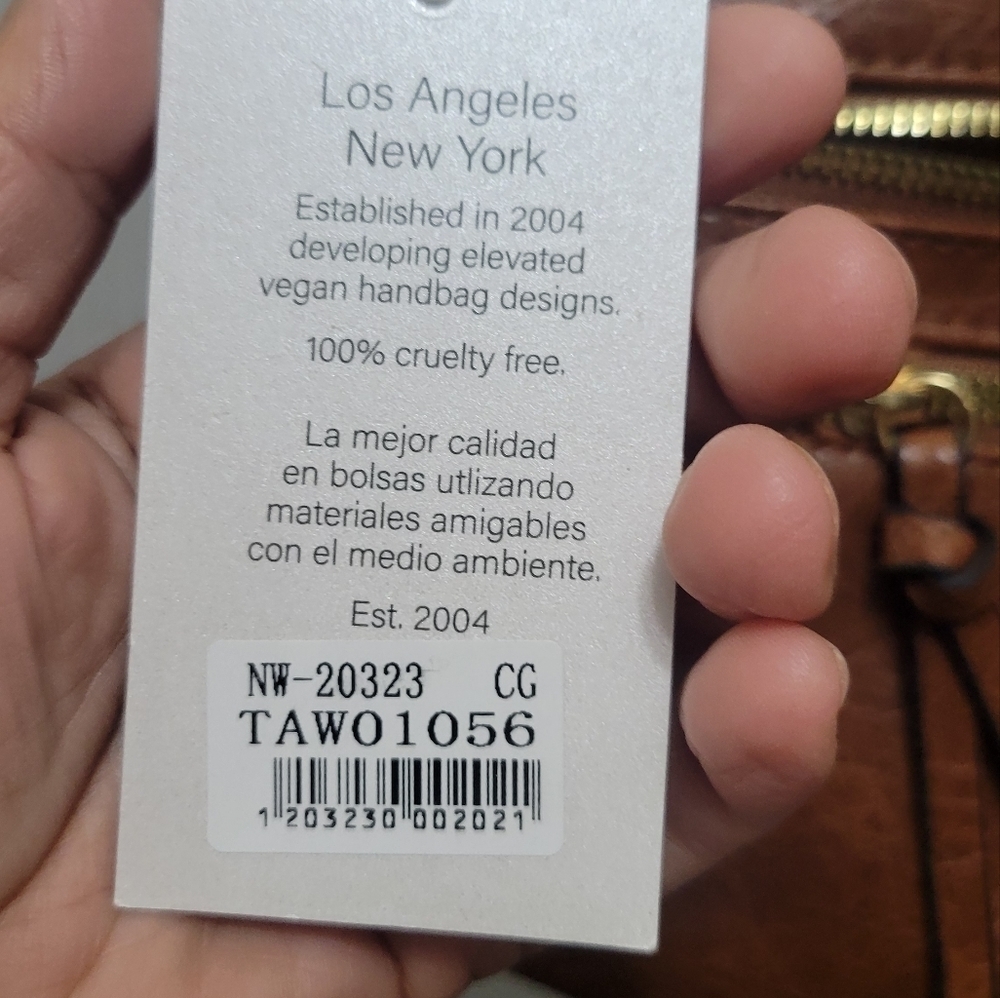 Los Angeles
New York
Established in 2004
developing elevated
vegan handbag designs.
100% cruelty free.
La mejor calidad
en bolsas utlizando
materiales amigables
con el medio ambiente.
Est. 2004
NW-20323 CG
TAWO1056
1 203230 002021